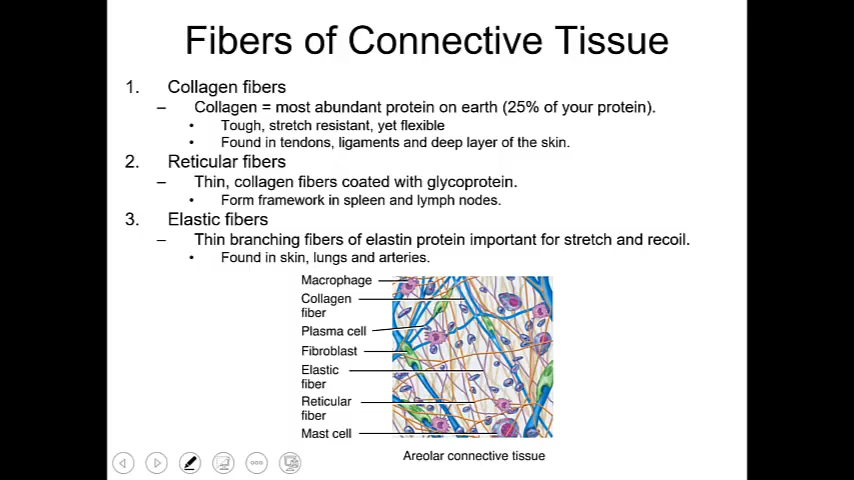 Fibers of Connective Tissue
1. Collagen fibers
– Collagen = most abundant protein on earth (25% of your protein).
• Tough, stretch resistant, yet flexible
• Found in tendons, ligaments and deep layer of the skin.
2. Reticular fibers
– Thin, collagen fibers coated with glycoprotein.
• Form framework in spleen and lymph nodes.
3. Elastic fibers
– Thin branching fibers of elastin protein important for stretch and recoil.
• Found in skin, lungs and arteries.
Macrophage
Collagen
fiber
Plasma cell
Fibroblast
Elastic
fiber
Reticular
fiber
Mast cell
Areolar connective tissue